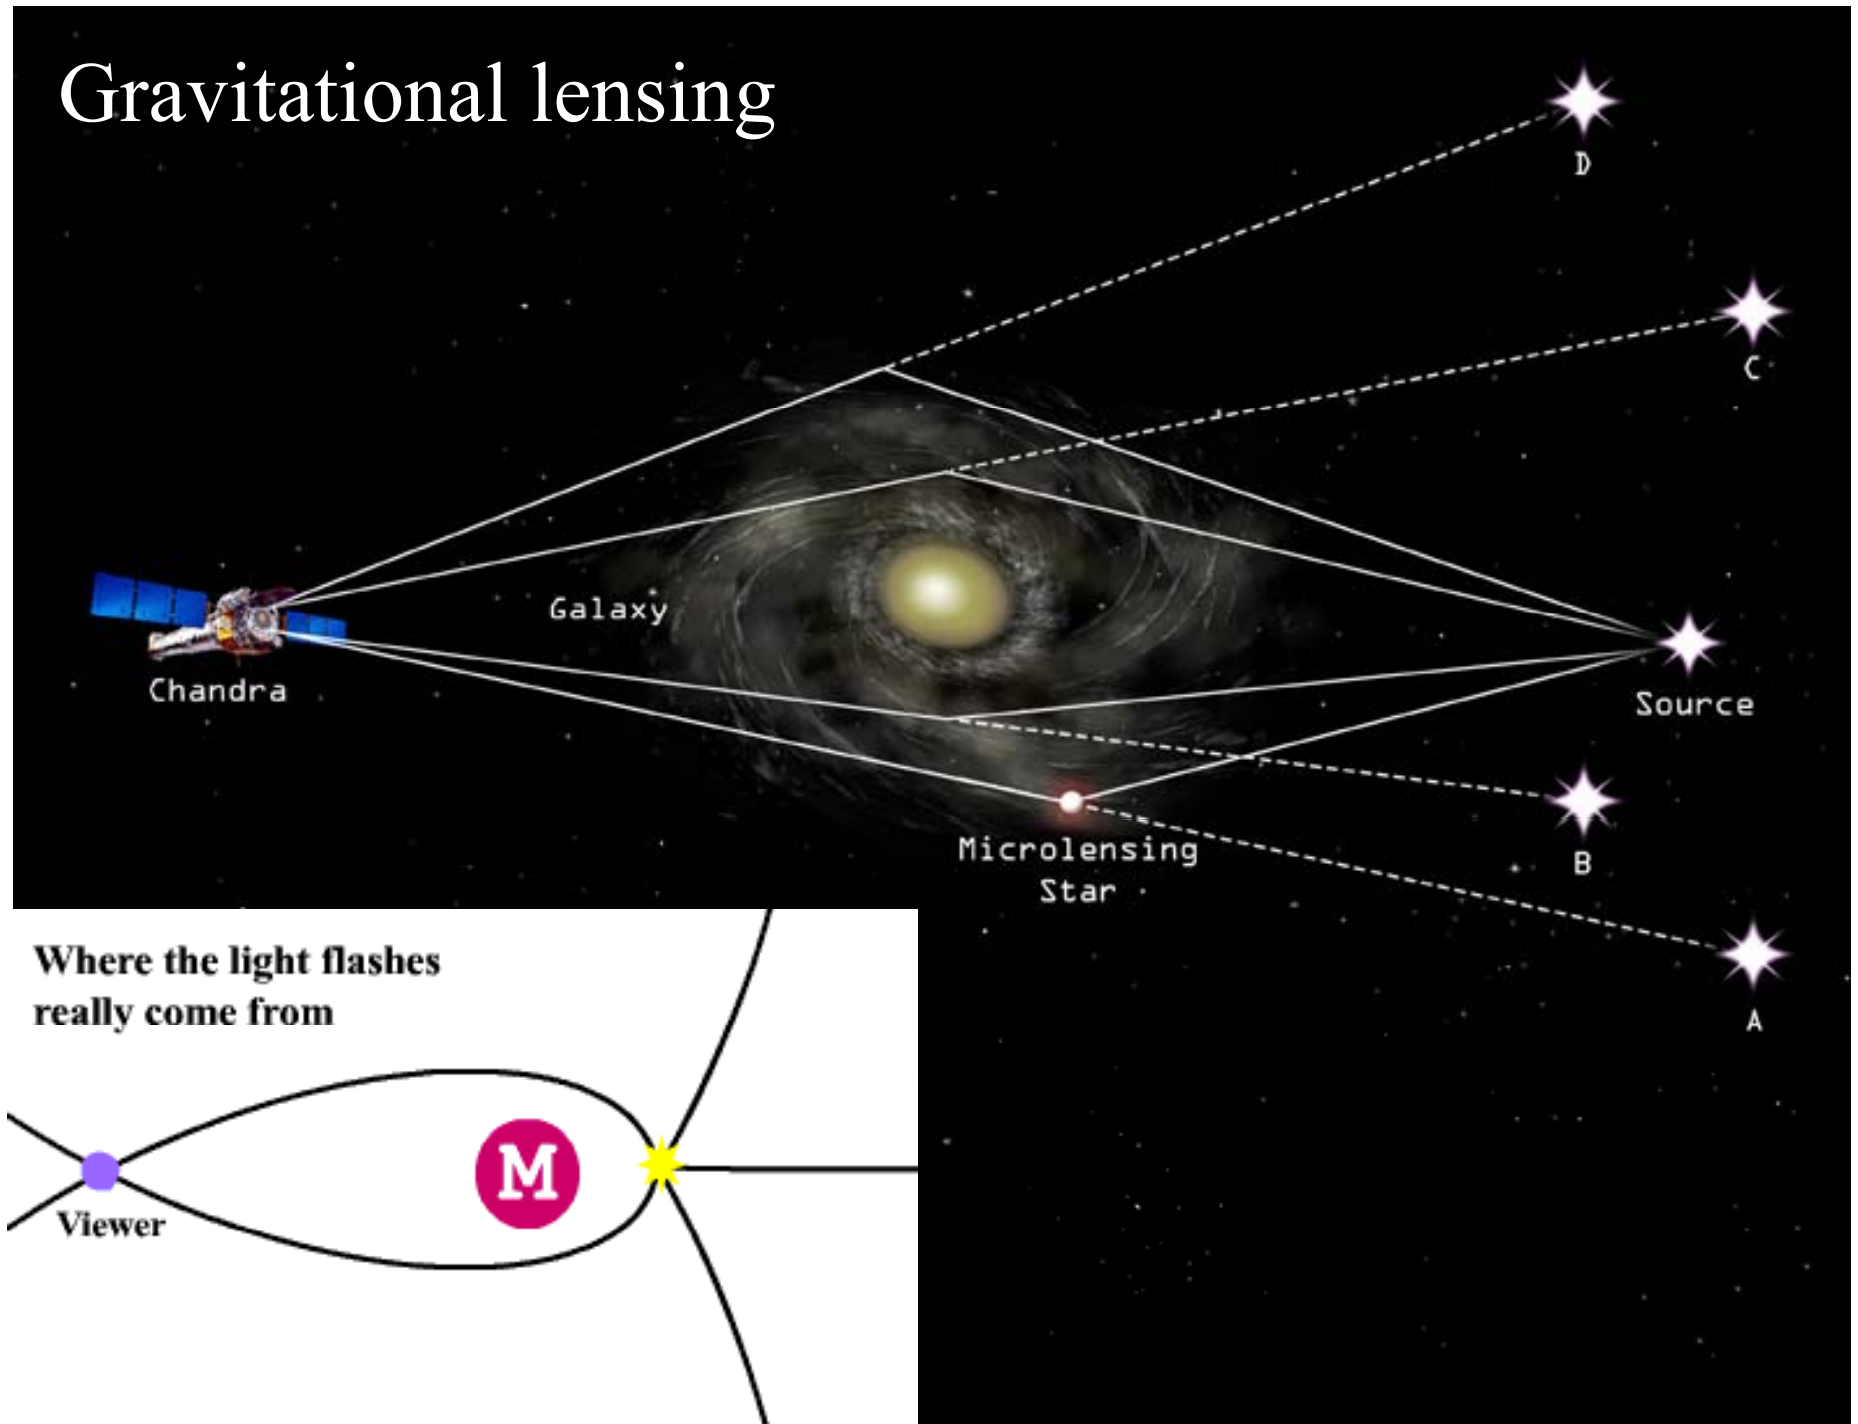 Gravitational lensing
D
C
Galaxy
Chandra
Source
Microlensing
Star
B
A
Where the light flashes
really come from
M
Viewer